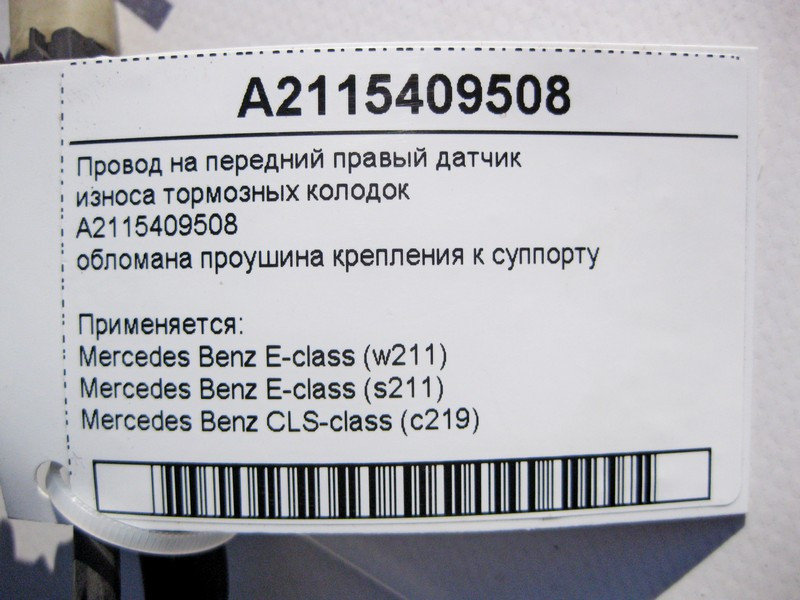 A2115409508
Провод на передний правый датчик
износа тормозных колодок
A2115409508
обломана проушина крепления к суппорту
Применяется:
Mercedes Benz E-class (w211)
Mercedes Benz E-class (s211)
Mercedes Benz CLS-class (c219)